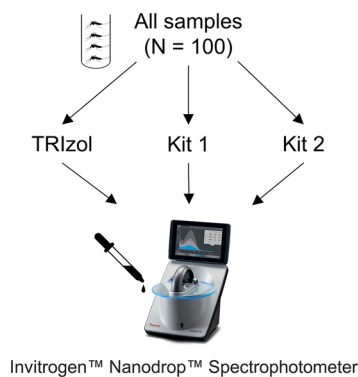 All samples
(N = 100)
TRIzol
Kit 1
Kit 2
Invitrogen™ Nanodrop™ Spectrophotometer